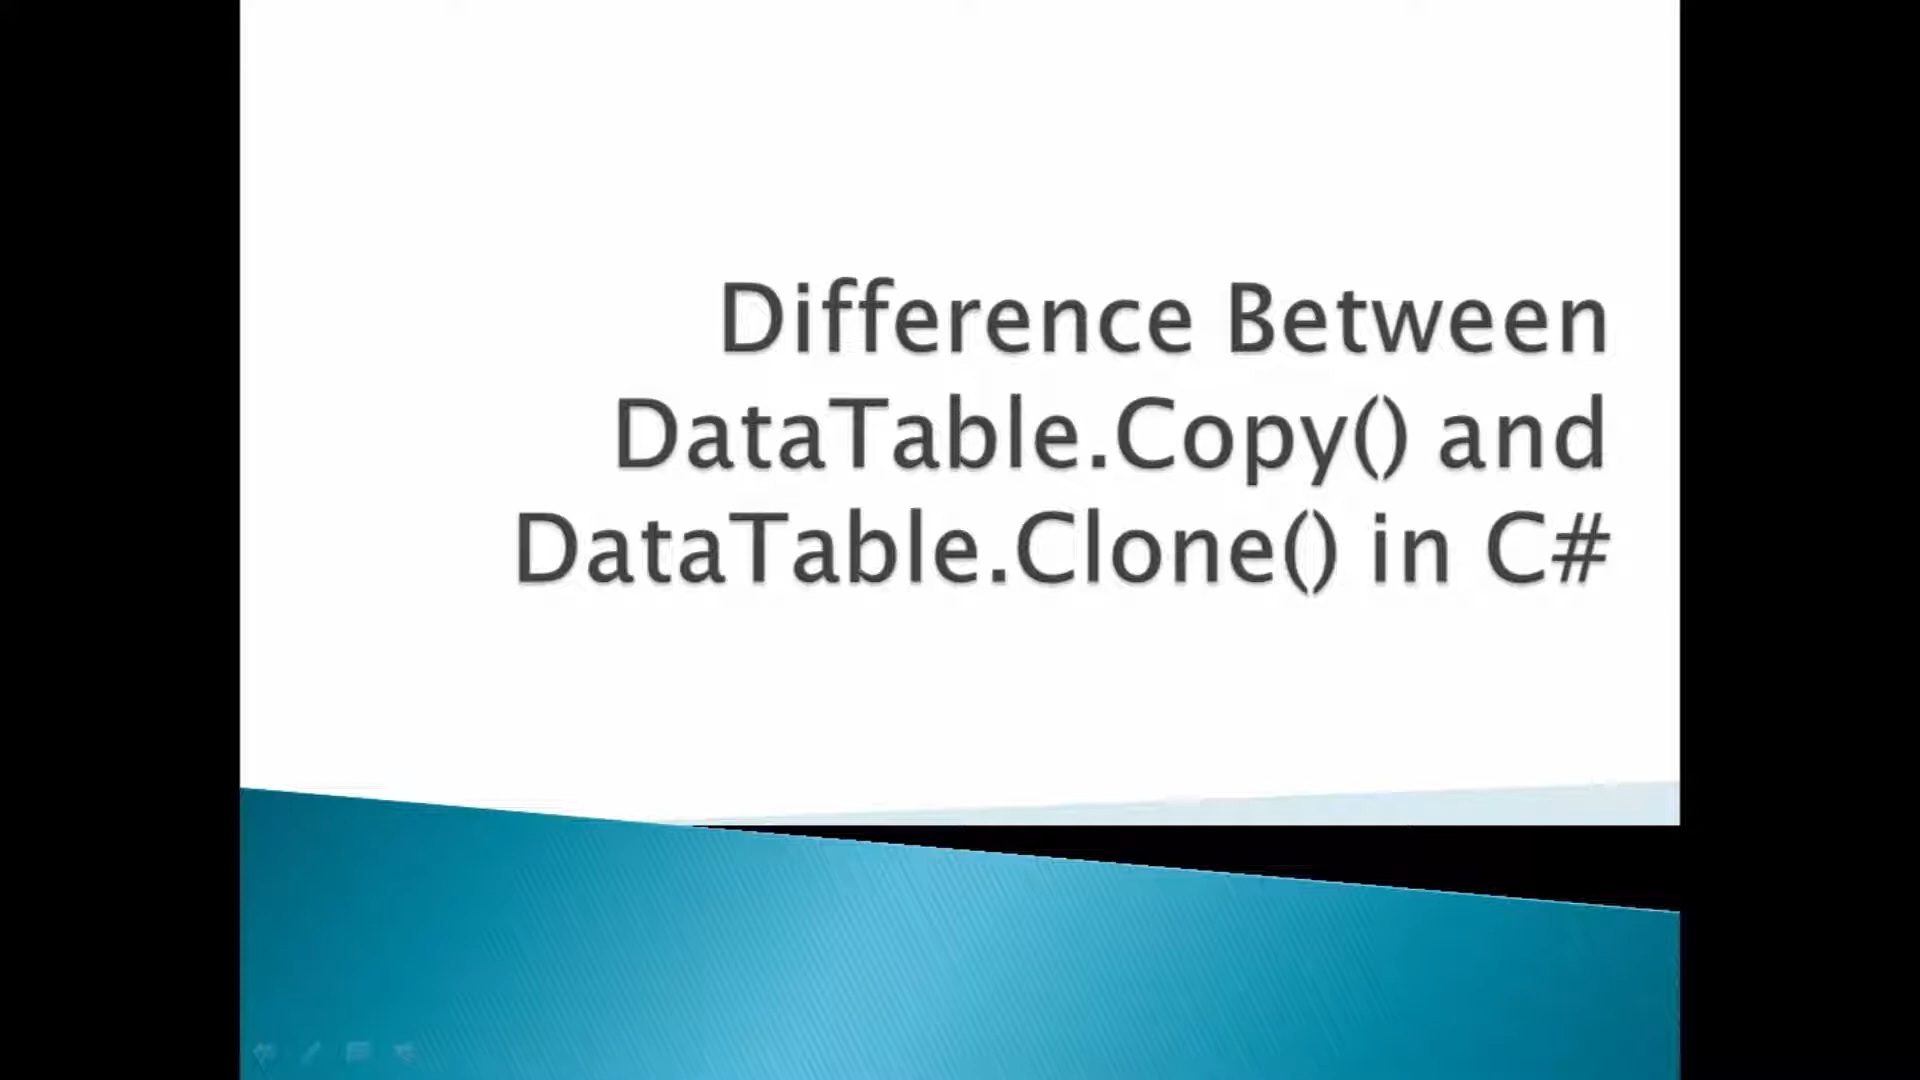 Difference Between
DataTable.Copy() and
DataTable.Clone() in C#